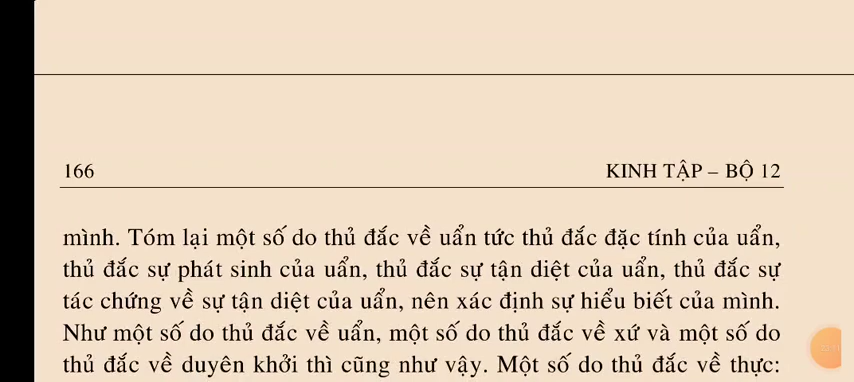 166 KINH TẬP – BỘ 12
mình. Tóm lại một số do thủ đắc về uẩn tức thủ đắc đặc tính của uẩn,
thủ đắc sự phát sinh của uẩn, thủ đắc sự tận diệt của uẩn, thủ đắc sự
tác chứng về sự tận diệt của uẩn, nên xác định sự hiểu biết của mình.
Như một số do thủ đắc về uẩn, một số do thủ đắc về xứ và một số do
thủ đắc về duyên khởi thì cũng như vậy. Một số do thủ đắc về thực: